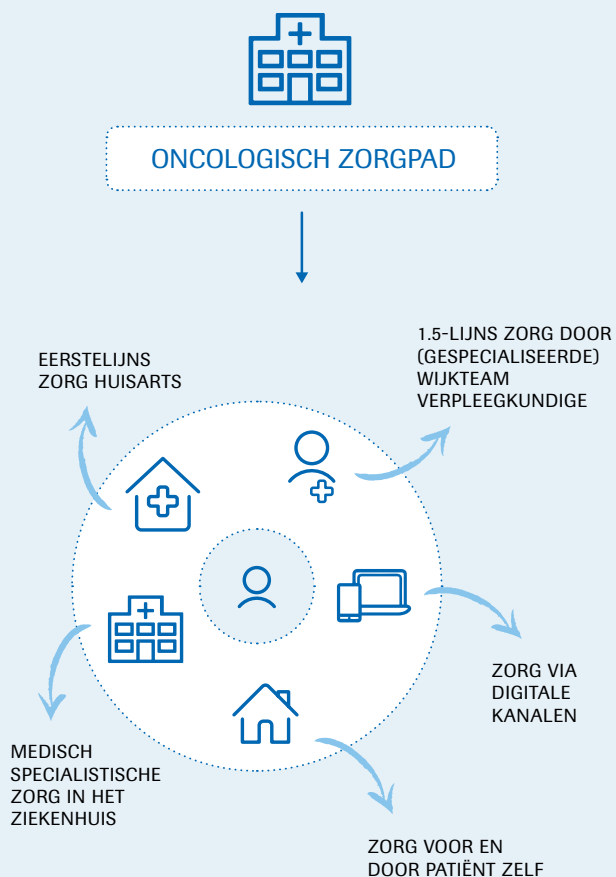 ONCOLOGISCH ZORGPAD
EERSTELIJNS
ZORG HUISARTS
1.5-LIJNS ZORG DOOR
(GESPECIALISEERDE)
WIJKTEAM
VERPLEEGKUNDIGE
ZORG VIA
DIGITALE
KANALEN
MEDISCH
SPECIALISTISCHE
ZORG IN HET
ZIEKENHUIS
ZORG VOOR EN
DOOR PATIËNT ZELF